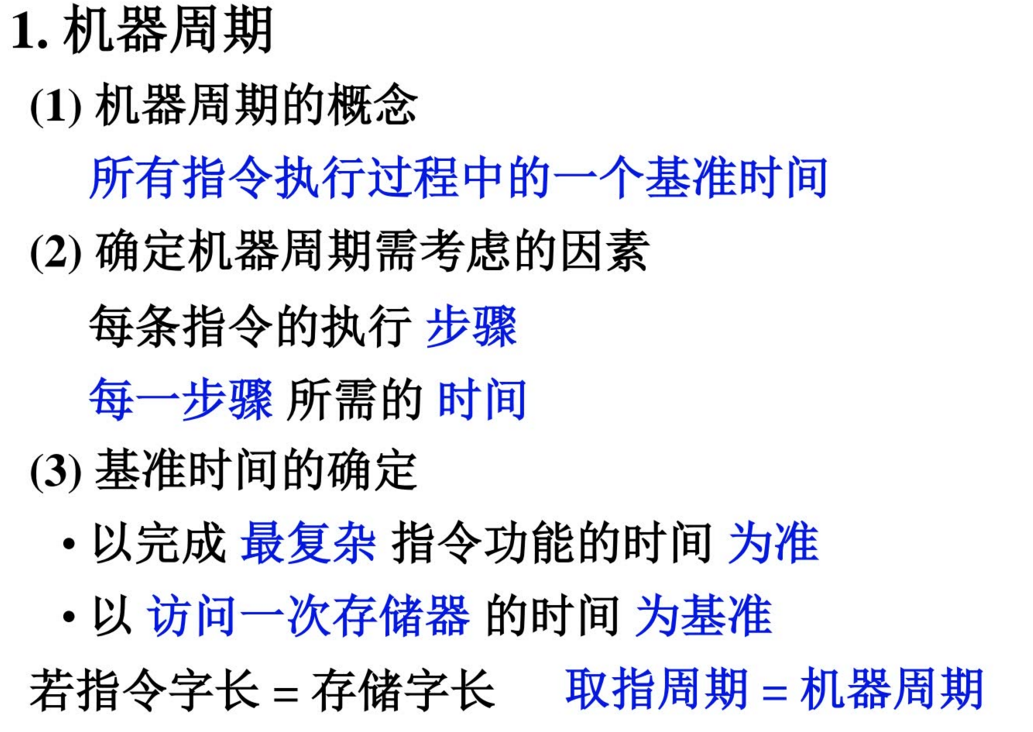 1. 机器周期
(1) 机器周期的概念
所有指令执行过程中的一个基准时间
(2) 确定机器周期需考虑的因素
每条指令的执行 步骤
每一步骤 所需的 时间
(3) 基准时间的确定
• 以完成 最复杂 指令功能的时间 为准
• 以 访问一次存储器 的时间 为基准
若指令字长 = 存储字长 取指周期 = 机器周期